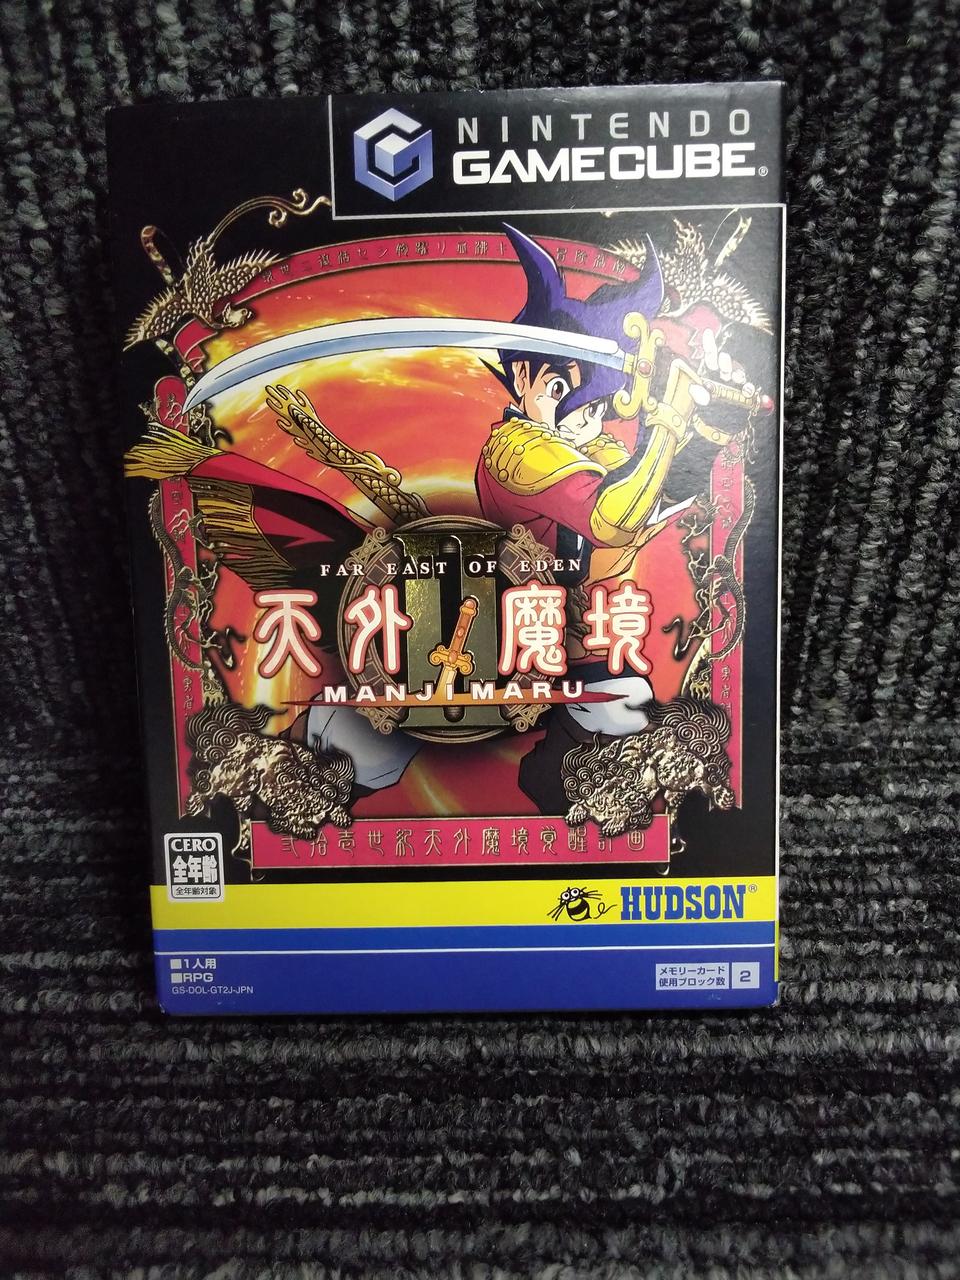 NINTENDO
GAMECUBE®
FAR EAST OF EDEN
天外 II 魔境
MANJI MARU
弐拾壱世紀天外魔境覚醒計画
CERO
全年齢
全年齢対象
HUDSON®
■1人用
■RPG
GS-DOL-GT2J-JPN
メモリーカード
使用ブロック数
2